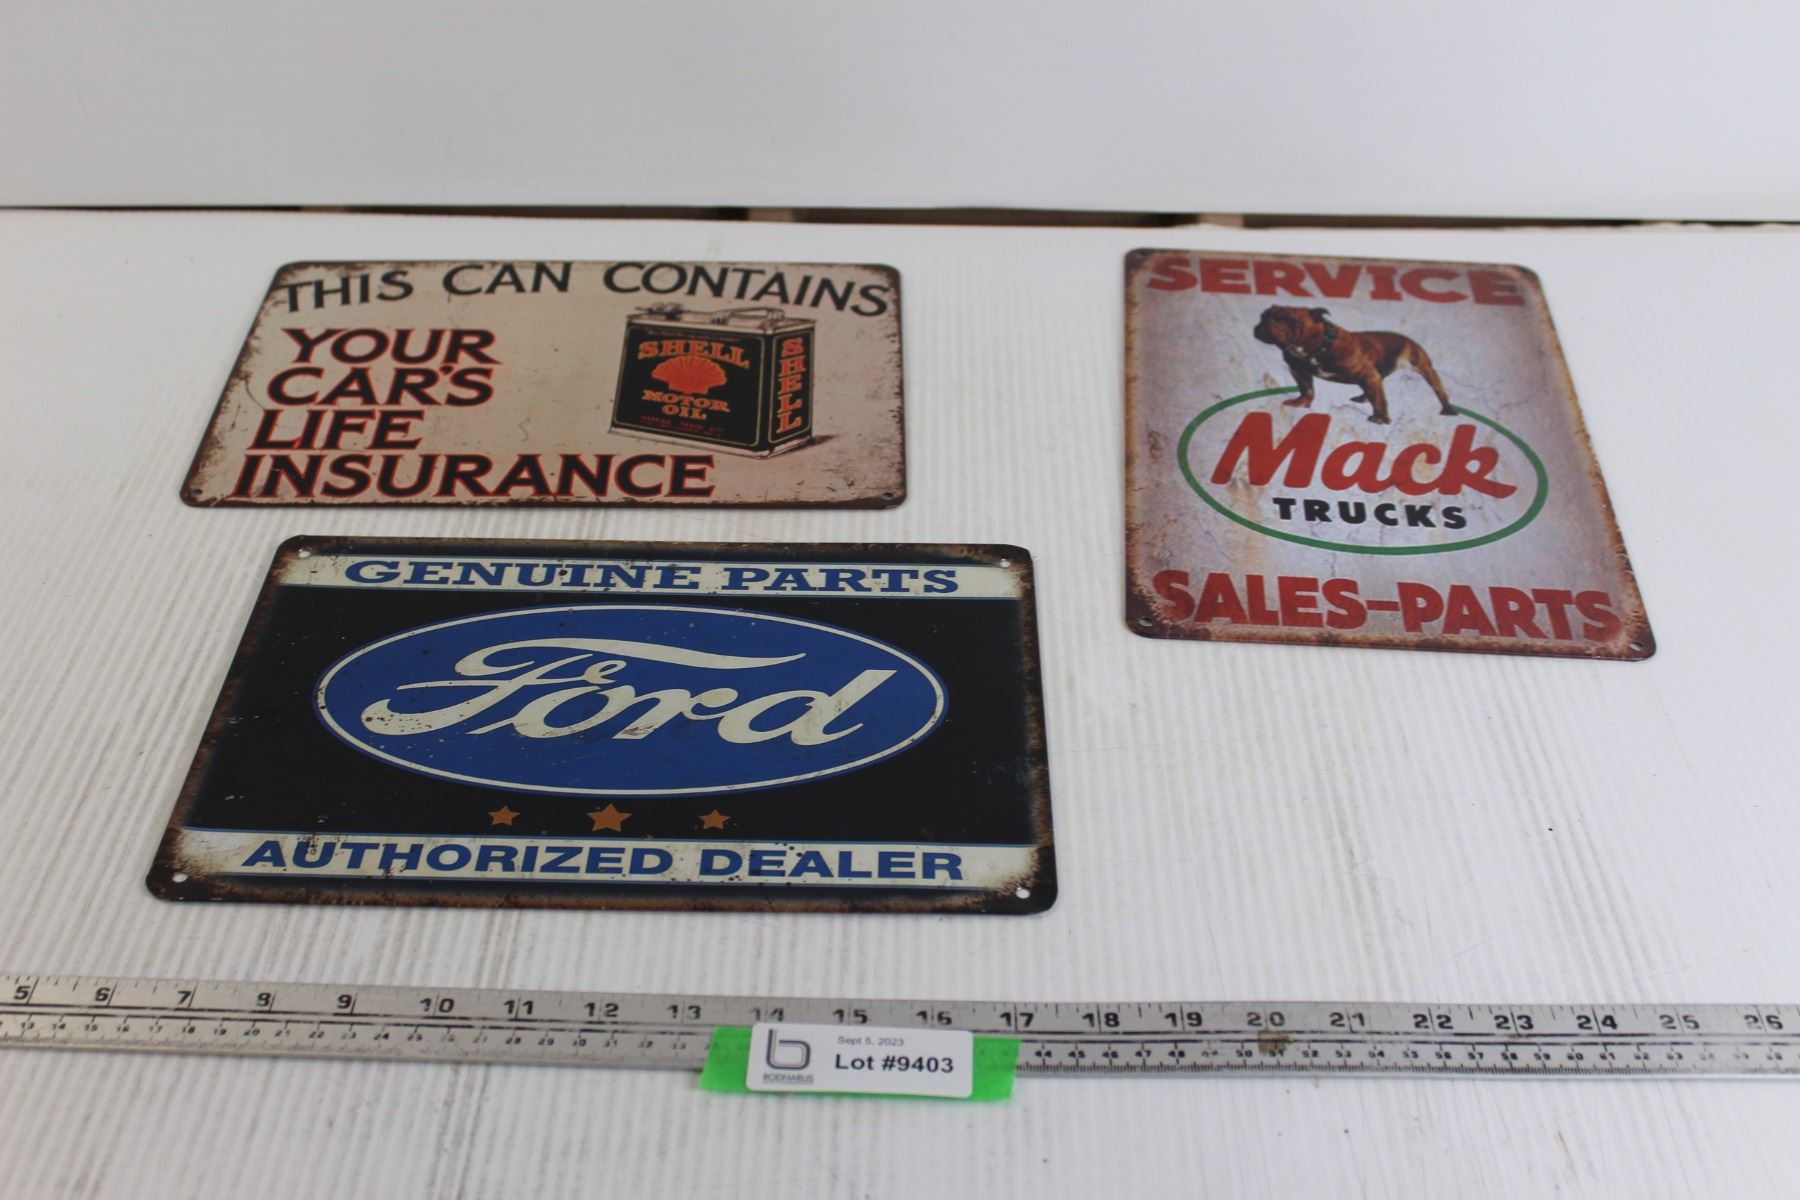 THIS CAN CONTAINS
YOUR
CAR'S
LIFE
INSURANCE
SHELL
MOTOR
OIL
SHELL
SERVICE
Mack
TRUCKS
SALES-PARTS
GENUINE PARTS
Ford
AUTHORIZED DEALER
5 6 7 8 9 10 11 12 13 14 15 16 17 18 19 20 21 22 23 24 25 26
Sept 5, 2023
Lot #9403
BODNARUS